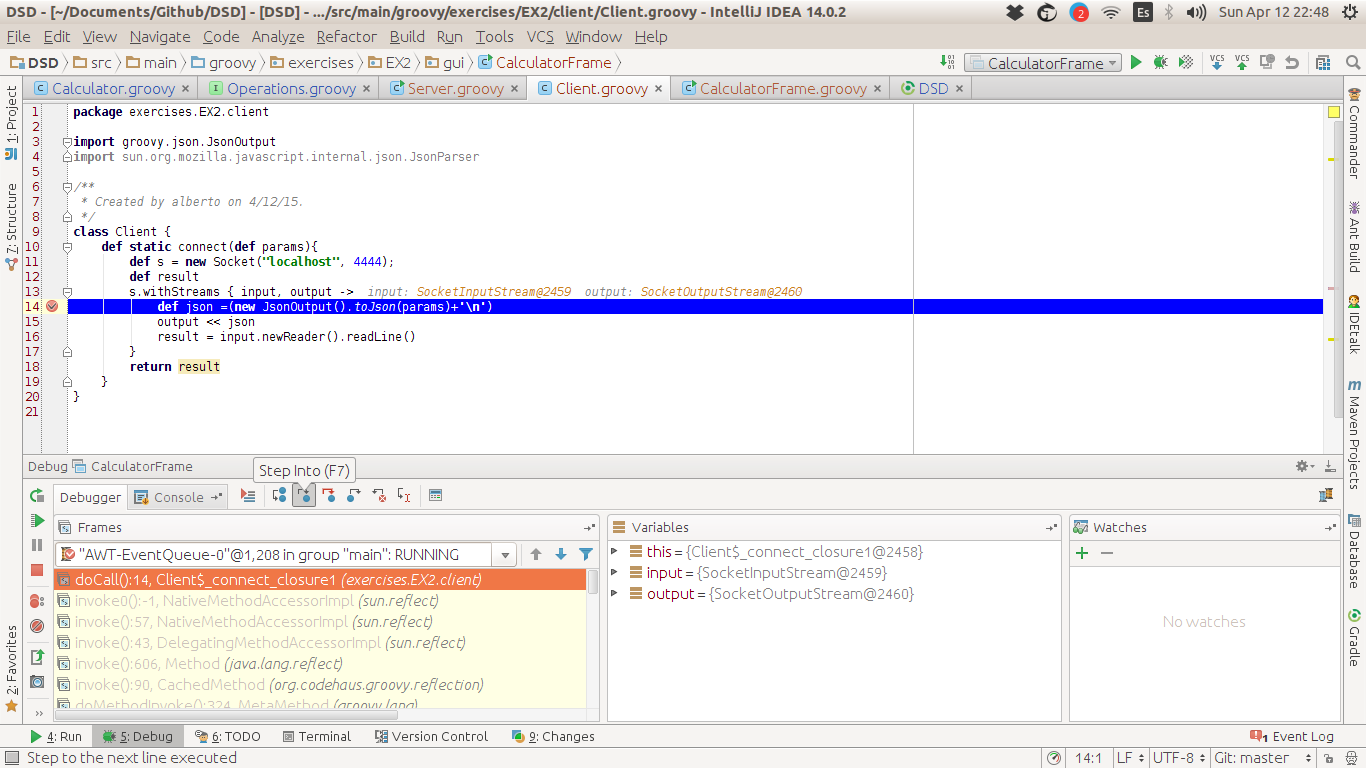 DSD - [~/Documents/Github/DSD] - [DSD] - .../src/main/groovy/exercises/EX2/client/Client.groovy - IntelliJ IDEA 14.0.2
2
Es
Sun Apr 12 22:48
File Edit View Navigate Code Analyze Refactor Build Run Tools VCS Window Help
DSD src main groovy exercises EX2 gui CalculatorFrame
CalculatorFrame
VCS VCS
Calculator.groovy Operations.groovy Server.groovy Client.groovy CalculatorFrame.groovy DSD
1: Project
7: Structure
2: Favorites
1 package exercises.EX2.client
2
3 import groovy.json.JsonOutput
4 import sun.org.mozilla.javascript.internal.json.JsonParser
5
6 /**
7 * Created by alberto on 4/12/15.
8 */
9 class Client {
10 def static connect(def params){
11 def s = new Socket("localhost", 4444);
12 def result
13 s.withStreams { input, output -> input: SocketInputStream@2459 output: SocketOutputStream@2460
14 def json =(new JsonOutput().toJson(params)+'\n')
15 output << json
16 result = input.newReader().readLine()
17 }
18 return result
19 }
20 }
21
Commander
Ant Build
IDEtalk
Maven Projects
Database
Gradle
Debug CalculatorFrame
Step Into (F7)
Debugger Console
Frames
"AWT-EventQueue-0"@1,208 in group "main": RUNNING
doCall():14, Client$_connect_closure1 (exercises.EX2.client)
invoke0():-1, NativeMethodAccessorImpl (sun.reflect)
invoke():57, NativeMethodAccessorImpl (sun.reflect)
invoke():43, DelegatingMethodAccessorImpl (sun.reflect)
invoke():606, Method (java.lang.reflect)
invoke():90, CachedMethod (org.codehaus.groovy.reflection)
doMethodInvoke():324, MetaMethod (groovy.lang)
Variables
this = {Client$_connect_closure1@2458}
input = {SocketInputStream@2459}
output = {SocketOutputStream@2460}
Watches
No watches
4: Run 5: Debug 6: TODO Terminal Version Control 9: Changes 1 Event Log
Step to the next line executed
14:1 LF UTF-8 Git: master